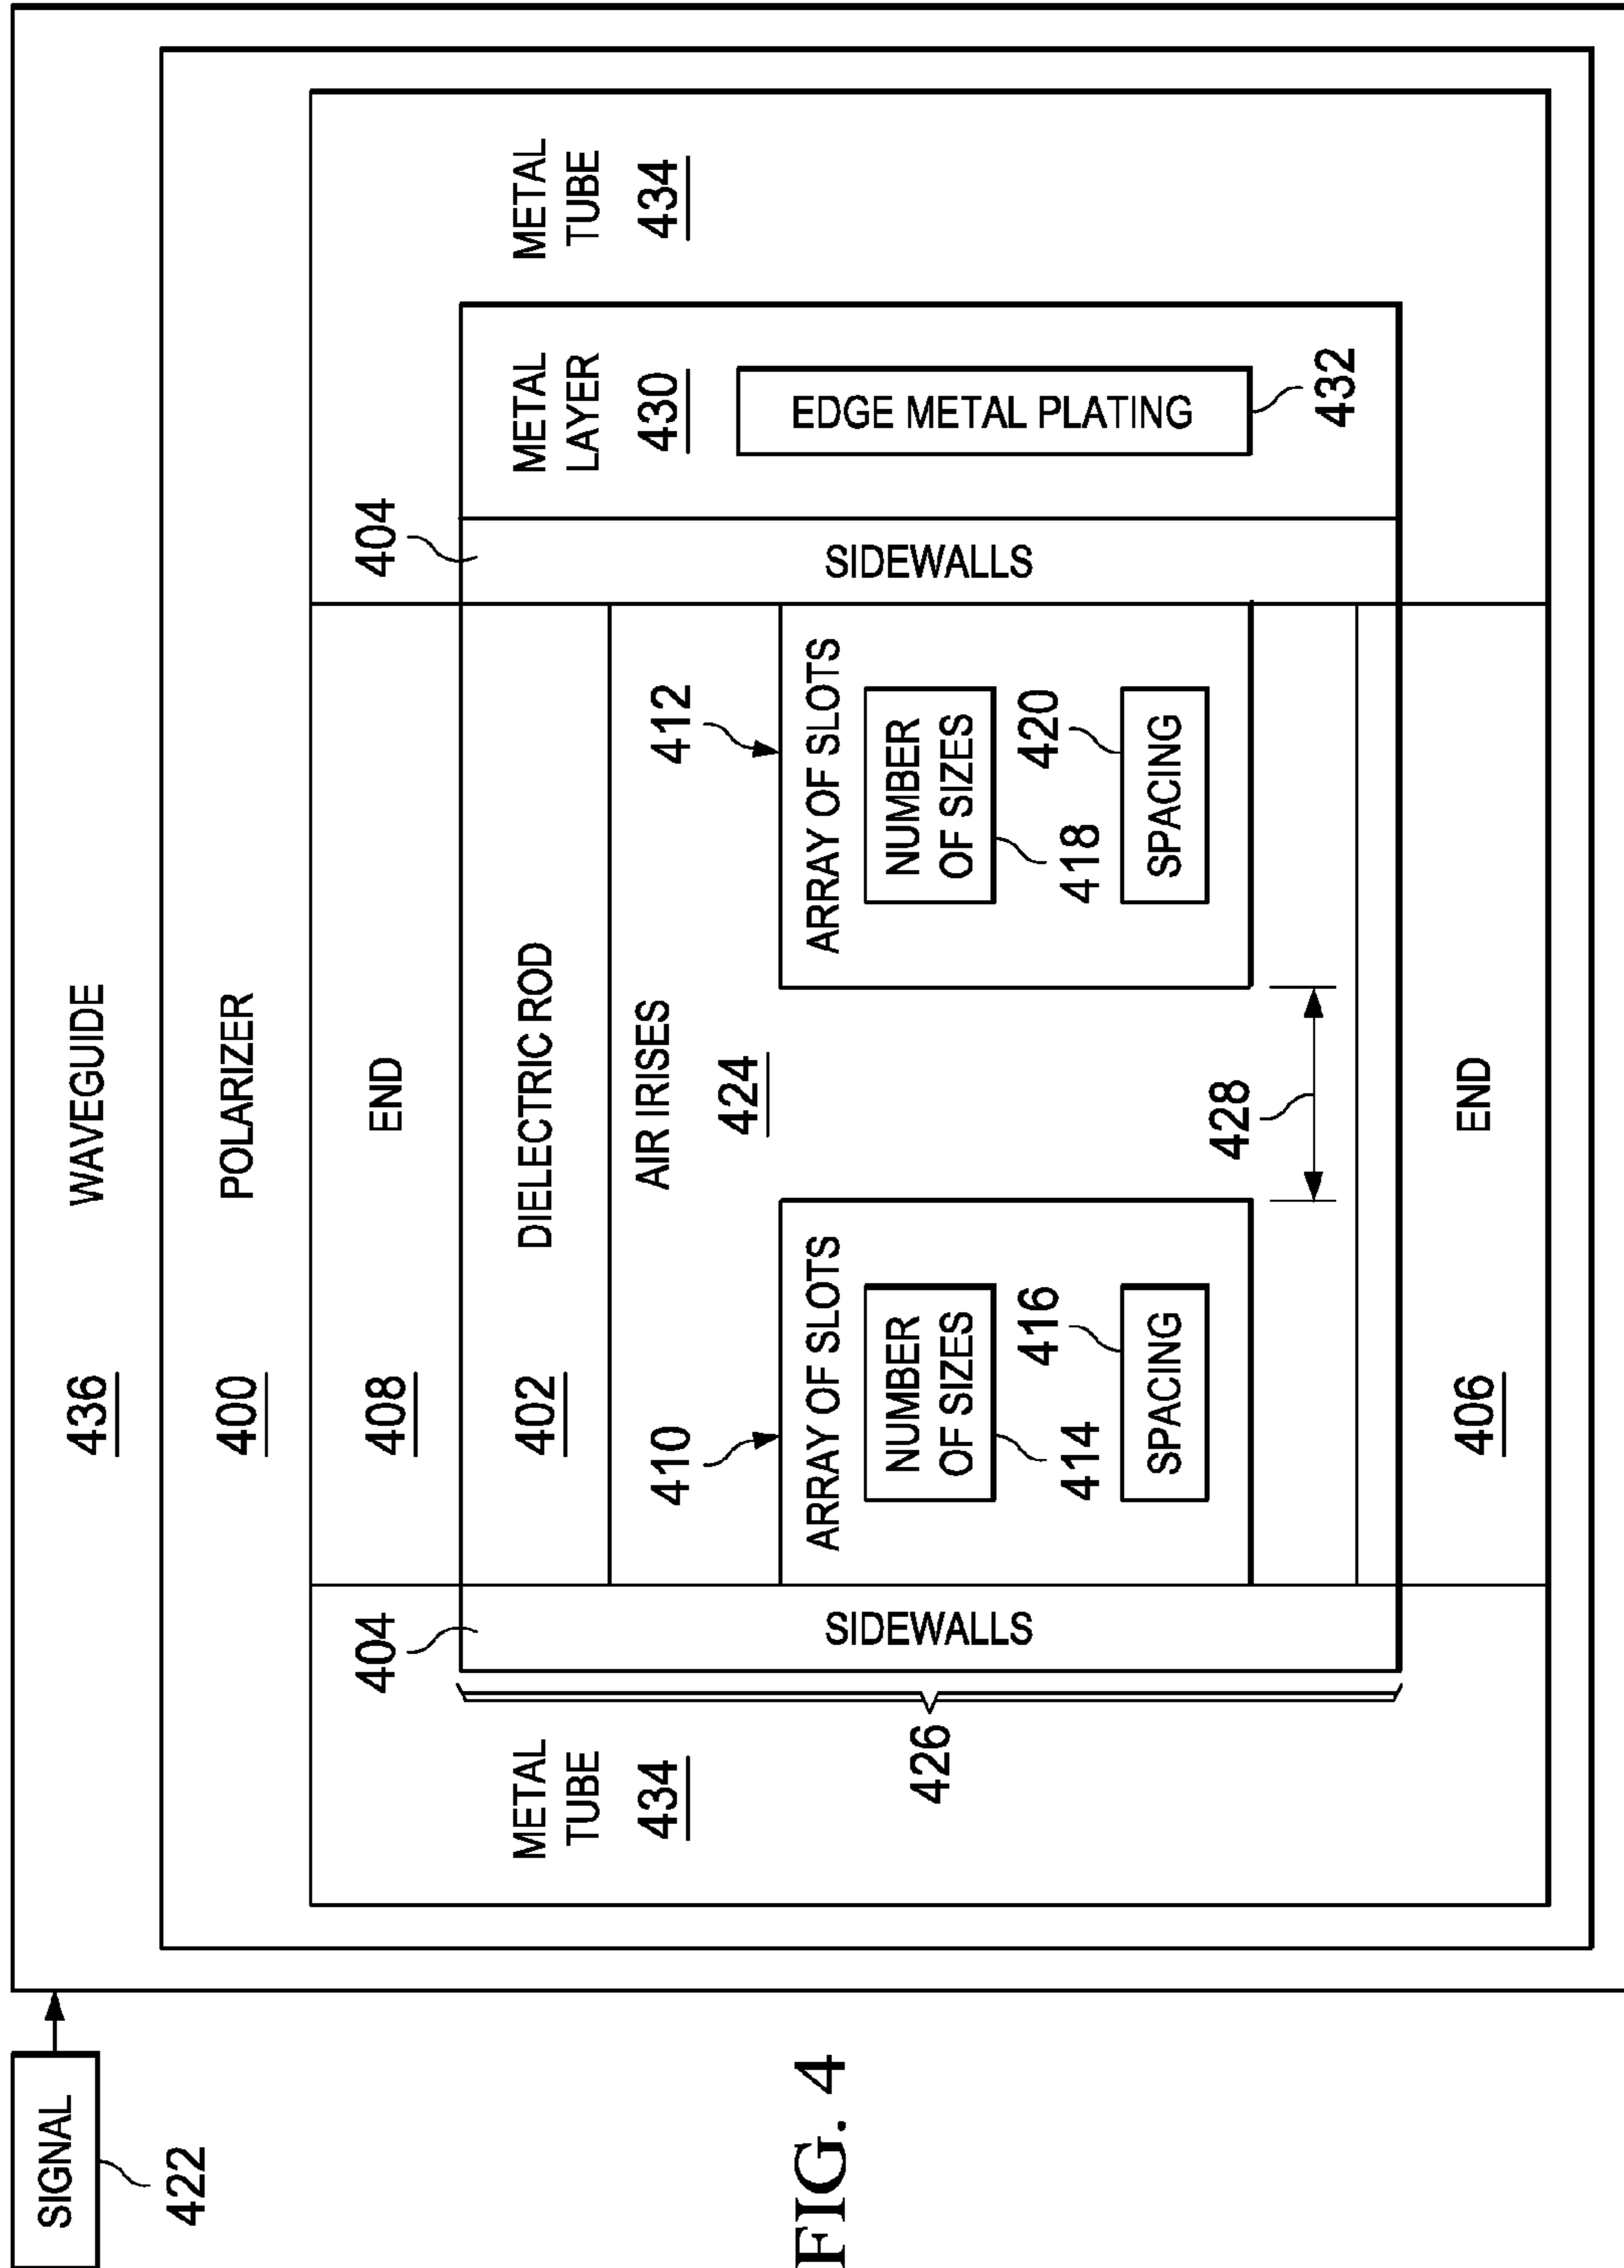 SIGNAL
422
WAVEGUIDE
436
POLARIZER
400
END
408
404
404
DIELECTRIC ROD
402
METAL
TUBE
434
METAL
LAYER
430
METAL
TUBE
434
AIR IRISES
424
410
412
SIDEWALLS
ARRAY OF SLOTS
NUMBER
OF SIZES
414
416
SPACING
ARRAY OF SLOTS
NUMBER
OF SIZES
418
420
SPACING
SIDEWALLS
EDGE METAL PLATING
432
426
428
END
406
FIG. 4